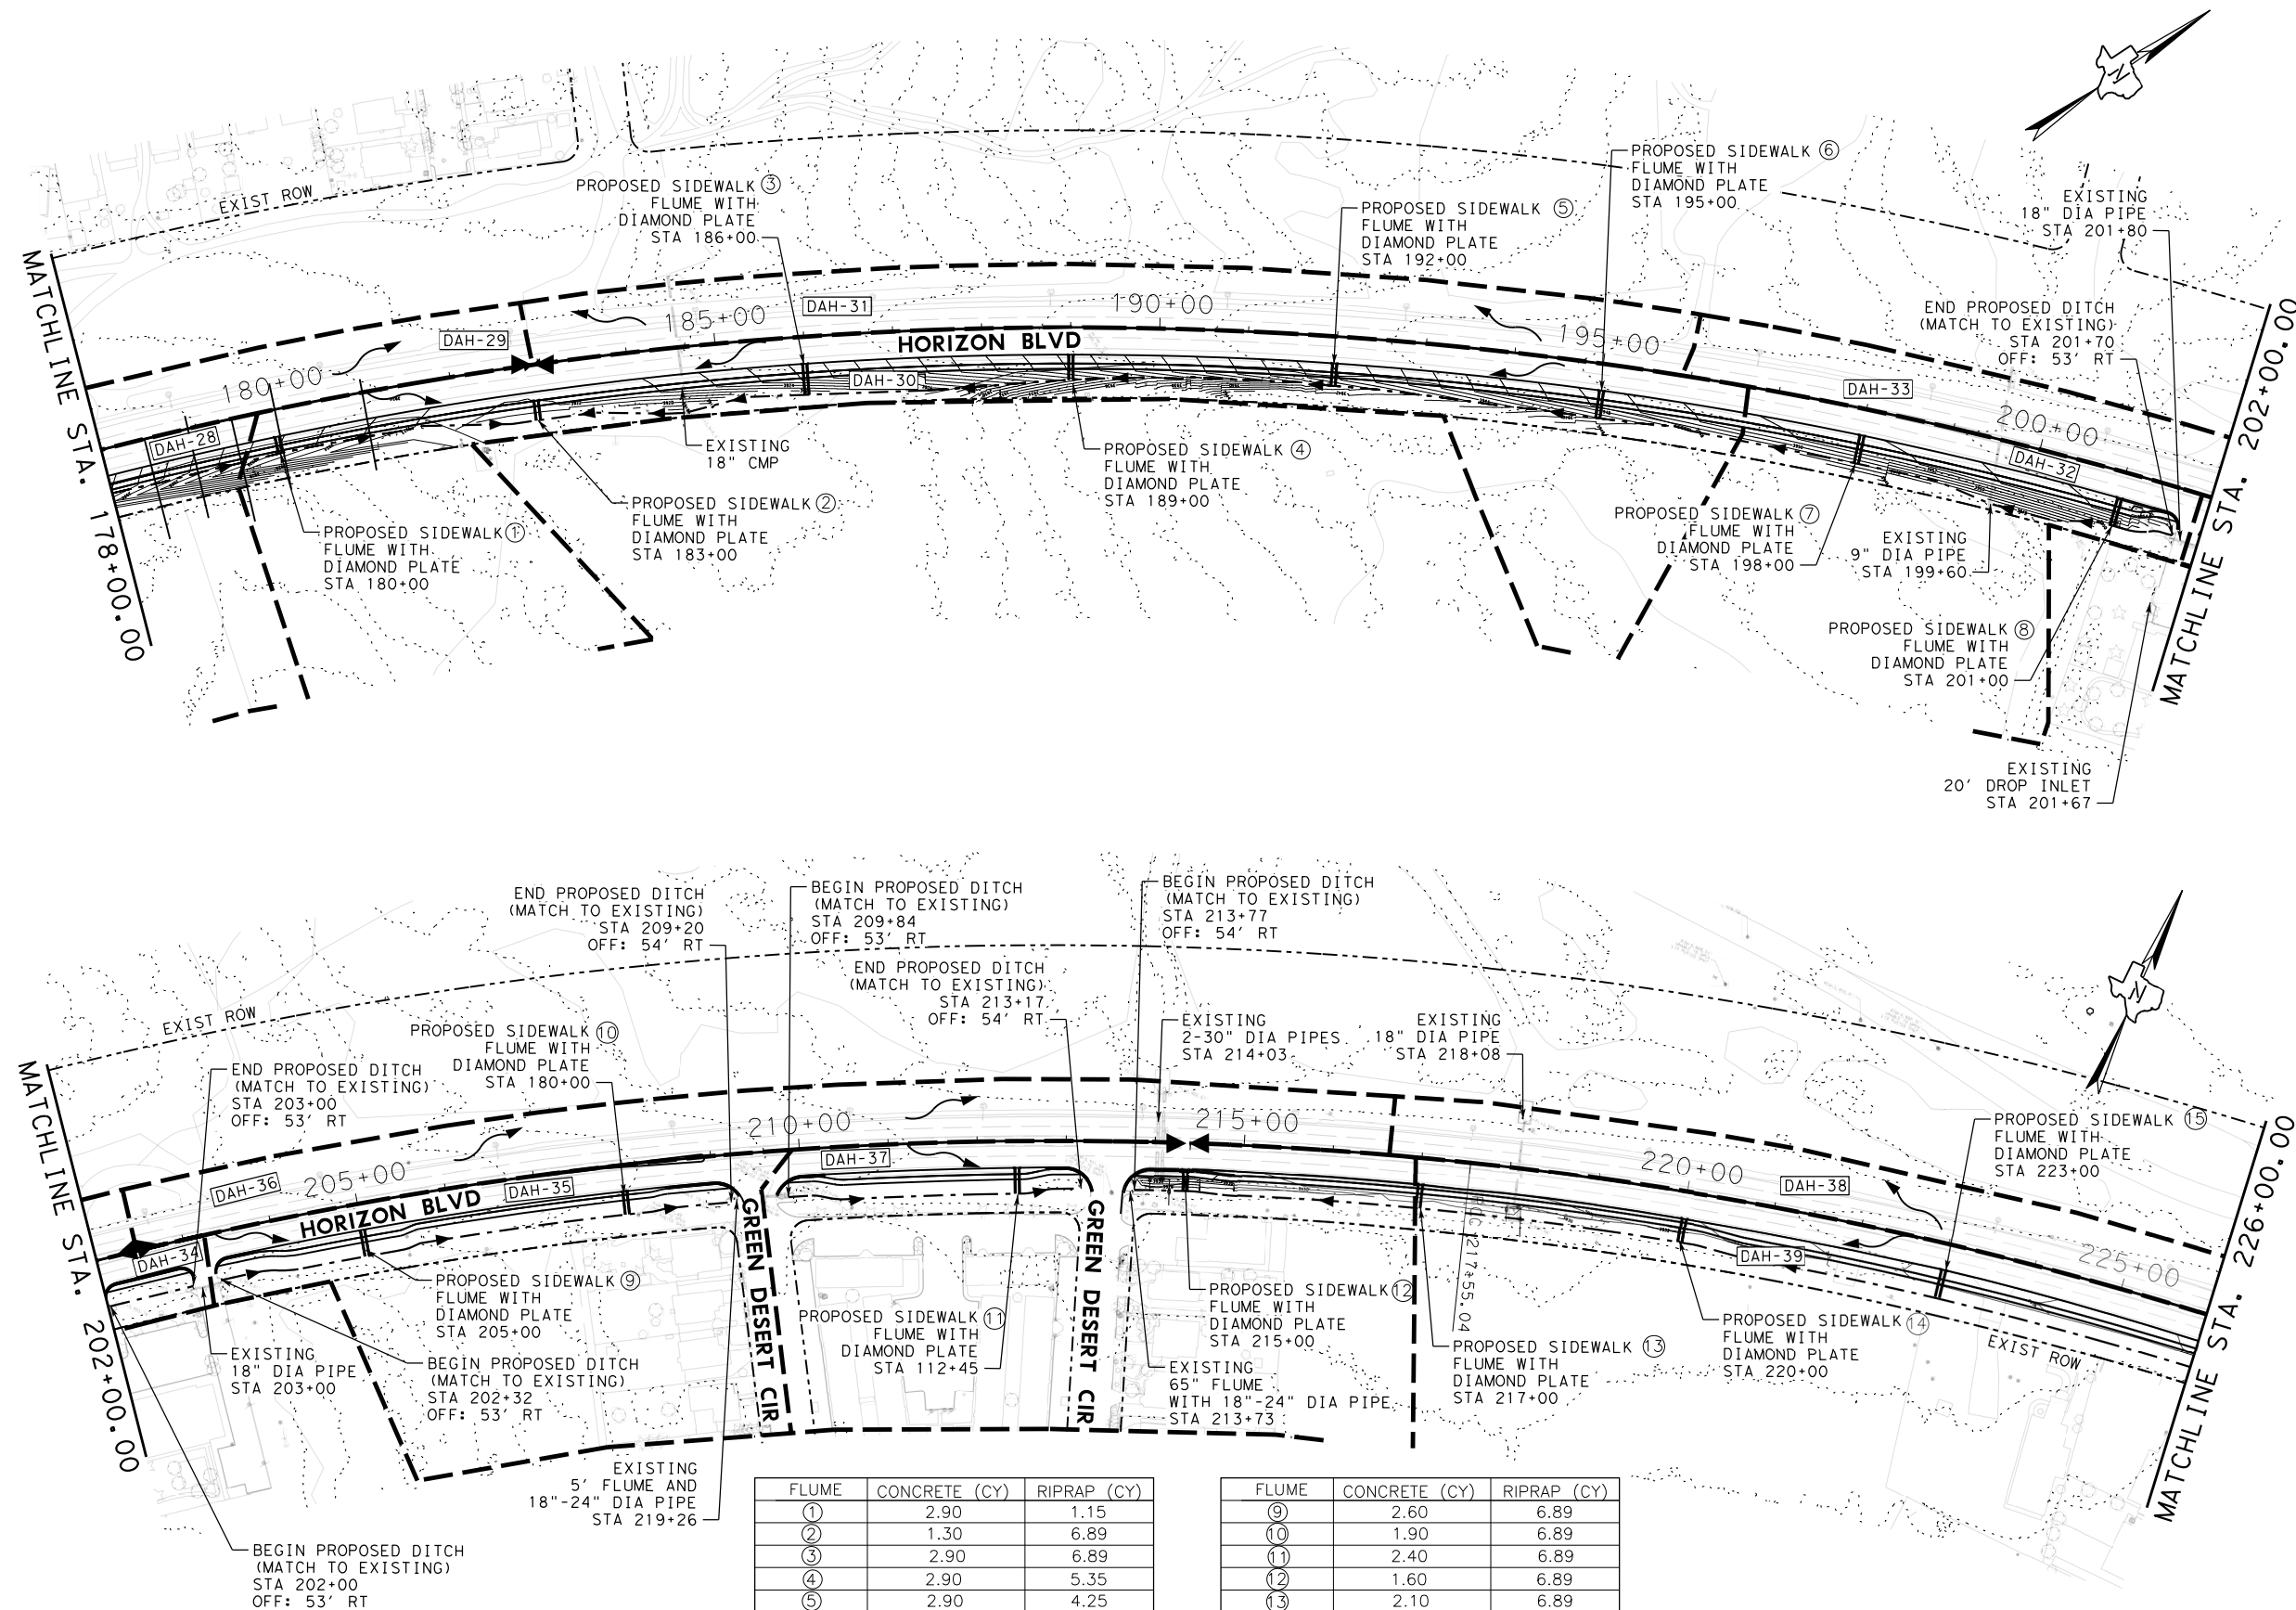 N
EXIST ROW
MATCHLINE STA. 178+00.00
MATCHLINE STA. 202+00.00
PROPOSED SIDEWALK ③
FLUME WITH
DIAMOND PLATE
STA 186+00
PROPOSED SIDEWALK ⑤
FLUME WITH
DIAMOND PLATE
STA 192+00
PROPOSED SIDEWALK ⑥
FLUME WITH
DIAMOND PLATE
STA 195+00
EXISTING
18" DIA PIPE
STA 201+80
END PROPOSED DITCH
(MATCH TO EXISTING)
STA 201+70
OFF: 53' RT
180+00
185+00
190+00
195+00
200+00
HORIZON BLVD
DAH-28
DAH-29
DAH-30
DAH-31
DAH-32
DAH-33
PROPOSED SIDEWALK ①
FLUME WITH
DIAMOND PLATE
STA 180+00
PROPOSED SIDEWALK ②
FLUME WITH
DIAMOND PLATE
STA 183+00
EXISTING
18" CMP
PROPOSED SIDEWALK ④
FLUME WITH
DIAMOND PLATE
STA 189+00
PROPOSED SIDEWALK ⑦
FLUME WITH
DIAMOND PLATE
STA 198+00
EXISTING
9" DIA PIPE
STA 199+60
PROPOSED SIDEWALK ⑧
FLUME WITH
DIAMOND PLATE
STA 201+00
EXISTING
20' DROP INLET
STA 201+67
N
EXIST ROW
MATCHLINE STA. 202+00.00
MATCHLINE STA. 226+00.00
END PROPOSED DITCH
(MATCH TO EXISTING)
STA 209+20
OFF: 54' RT
BEGIN PROPOSED DITCH
(MATCH TO EXISTING)
STA 209+84
OFF: 53' RT
END PROPOSED DITCH
(MATCH TO EXISTING)
STA 213+17
OFF: 54' RT
BEGIN PROPOSED DITCH
(MATCH TO EXISTING)
STA 213+77
OFF: 54' RT
EXISTING
2-30" DIA PIPES
STA 214+03
EXISTING
18" DIA PIPE
STA 218+08
PROPOSED SIDEWALK ⑩
FLUME WITH
DIAMOND PLATE
STA 180+00
END PROPOSED DITCH
(MATCH TO EXISTING)
STA 203+00
OFF: 53' RT
PROPOSED SIDEWALK ⑮
FLUME WITH
DIAMOND PLATE
STA 223+00
205+00
210+00
215+00
220+00
225+00
HORIZON BLVD
DAH-34
DAH-35
DAH-36
DAH-37
DAH-38
DAH-39
GREEN DESERT CIR
GREEN DESERT CIR
217+55.04
EXIST ROW
PROPOSED SIDEWALK ⑨
FLUME WITH
DIAMOND PLATE
STA 205+00
EXISTING
18" DIA PIPE
STA 203+00
BEGIN PROPOSED DITCH
(MATCH TO EXISTING)
STA 202+32
OFF: 53' RT
PROPOSED SIDEWALK ⑪
FLUME WITH
DIAMOND PLATE
STA 112+45
PROPOSED SIDEWALK ⑫
FLUME WITH
DIAMOND PLATE
STA 215+00
EXISTING
65" FLUME
WITH 18"-24" DIA PIPE
STA 213+73
PROPOSED SIDEWALK ⑬
FLUME WITH
DIAMOND PLATE
STA 217+00
PROPOSED SIDEWALK ⑭
FLUME WITH
DIAMOND PLATE
STA 220+00
EXISTING
5' FLUME AND
18"-24" DIA PIPE
STA 219+26
BEGIN PROPOSED DITCH
(MATCH TO EXISTING)
STA 202+00
OFF: 53' RT
FLUME CONCRETE (CY) RIPRAP (CY)
① 2.90 1.15
② 1.30 6.89
③ 2.90 6.89
④ 2.90 5.35
⑤ 2.90 4.25
FLUME CONCRETE (CY) RIPRAP (CY)
⑨ 2.60 6.89
⑩ 1.90 6.89
⑪ 2.40 6.89
⑫ 1.60 6.89
⑬ 2.10 6.89